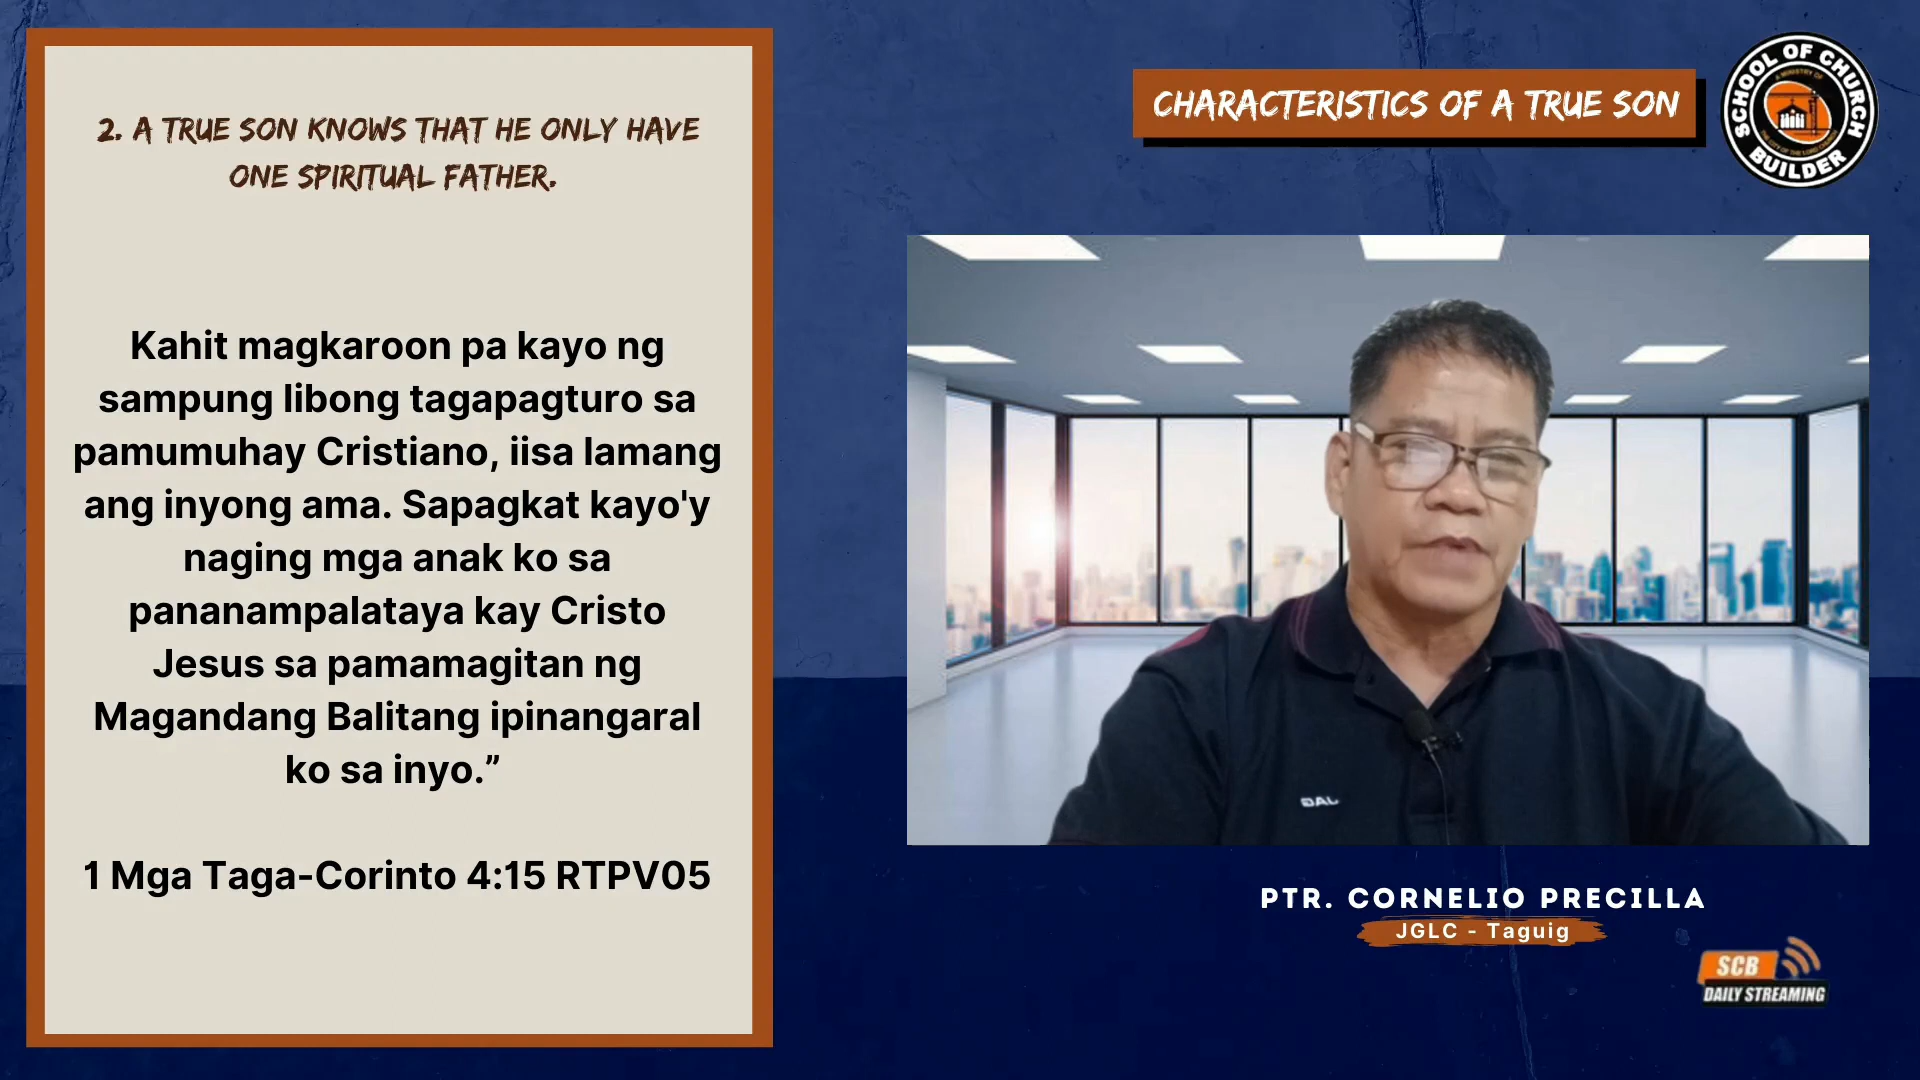 2. A TRUE SON KNOWS THAT HE ONLY HAVE
ONE SPIRITUAL FATHER.
Kahit magkaroon pa kayo ng
sampung libong tagapagturo sa
pamumuhay Cristiano, iisa lamang
ang inyong ama. Sapagkat kayo'y
naging mga anak ko sa
pananampalataya kay Cristo
Jesus sa pamamagitan ng
Magandang Balitang ipinangaral
ko sa inyo.”
1 Mga Taga-Corinto 4:15 RTPV05
CHARACTERISTICS OF A TRUE SON
SCHOOL OF CHURCH
BUILDER
A MINISTRY OF
PTR. CORNELIO PRECILLA
JGLC - Taguig
SCB
DAILY STREAMING